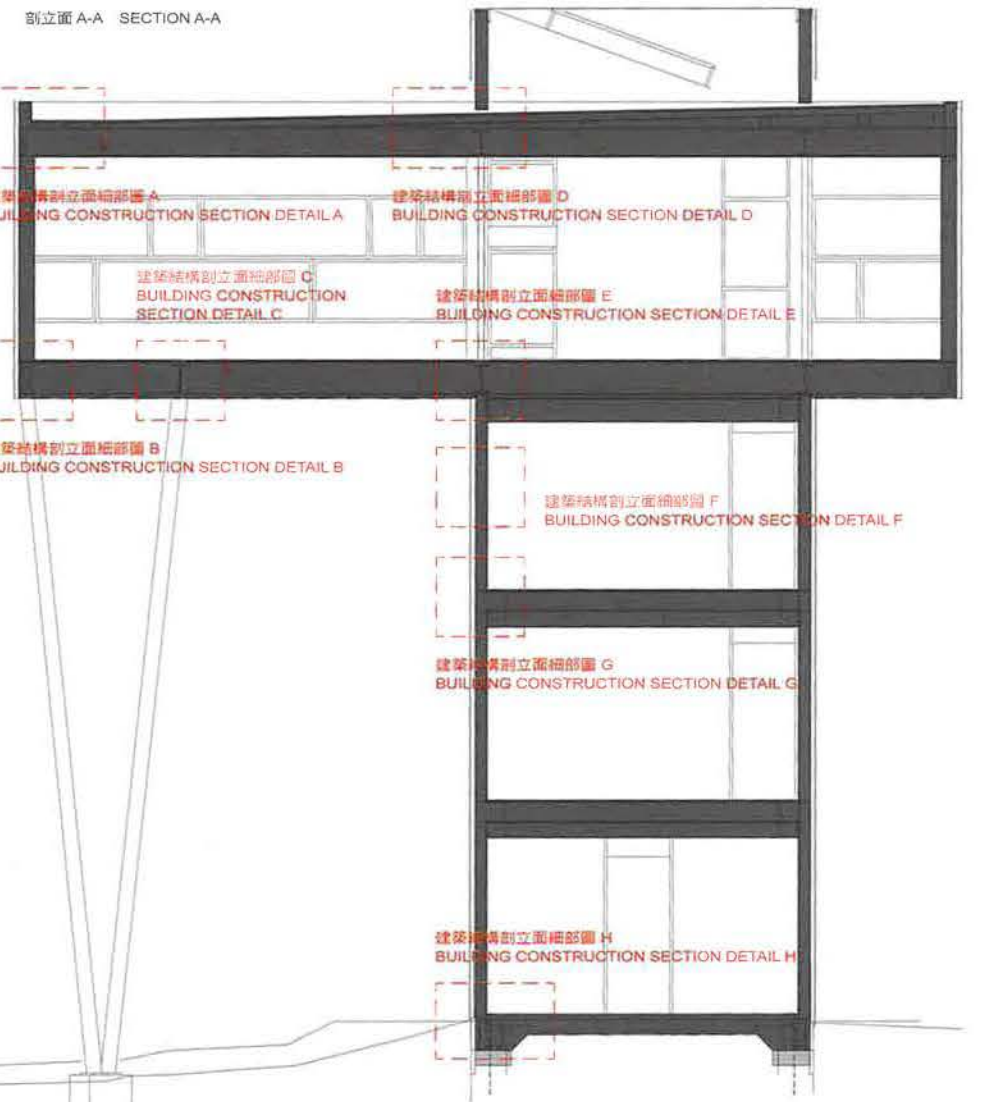 剖立面 A-A SECTION A-A
建築結構剖立面細部圖 A
BUILDING CONSTRUCTION SECTION DETAIL A
建築結構剖立面細部圖 D
BUILDING CONSTRUCTION SECTION DETAIL D
建築結構剖立面細部圖 C
BUILDING CONSTRUCTION
SECTION DETAIL C
建築結構剖立面細部圖 E
BUILDING CONSTRUCTION SECTION DETAIL E
築結構剖立面細部圖 B
UILDING CONSTRUCTION SECTION DETAIL B
建築結構剖立面細部圖 F
BUILDING CONSTRUCTION SECTION DETAIL F
建築結構剖立面細部圖 G
BUILDING CONSTRUCTION SECTION DETAIL G
建築結構剖立面細部圖 H
BUILDING CONSTRUCTION SECTION DETAIL H